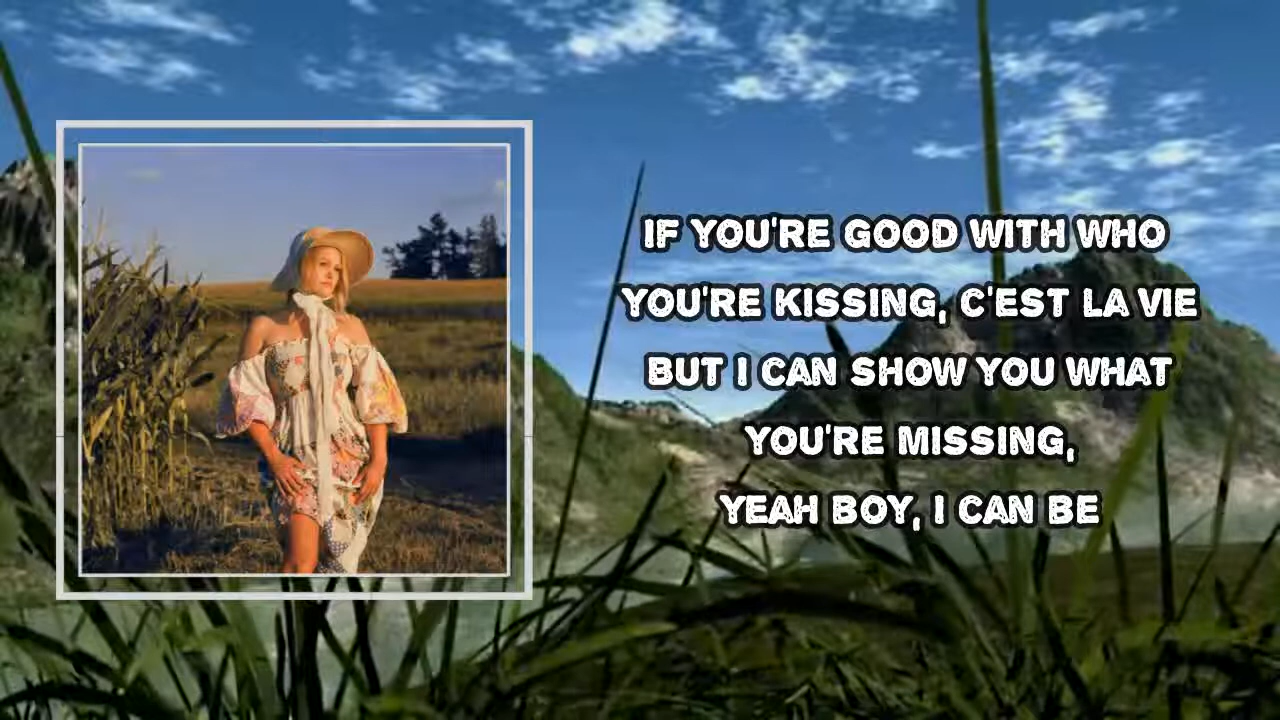 IF YOU'RE GOOD WITH WHO
YOU'RE KISSING, C'EST LA VIE
BUT I CAN SHOW YOU WHAT
YOU'RE MISSING,
YEAH BOY, I CAN BE